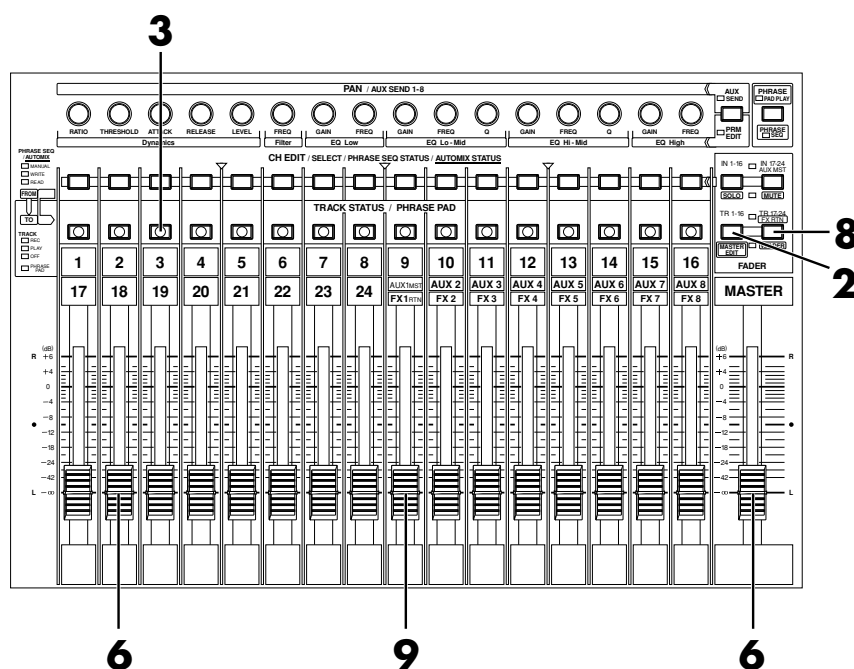 3
PAN / AUX SEND 1-8
AUX
SEND
PHRASE
PAD PLAY
RATIO THRESHOLD ATTACK RELEASE LEVEL FREQ GAIN FREQ GAIN FREQ Q GAIN FREQ Q GAIN FREQ
Dynamics Filter EQ Low EQ Lo - Mid EQ Hi - Mid EQ High
PRM
EDIT
PHRASE
SEQ
PHRASE SEQ
/AUTOMIX
MANUAL
WRITE
READ
FROM
TO
TRACK
REC
PLAY
OFF
PHRASE
PAD
CH EDIT / SELECT / PHRASE SEQ STATUS / AUTOMIX STATUS
IN 1-16 IN 17-24
AUX MST
SOLO MUTE
TRACK STATUS / PHRASE PAD
TR 1-16 TR 17-24
FX RTN
MASTER
EDIT
FADER
8
2
1 2 3 4 5 6 7 8 9 10 11 12 13 14 15 16
17 18 19 20 21 22 23 24 AUX1MST AUX 2 AUX 3 AUX 4 AUX 5 AUX 6 AUX 7 AUX 8 MASTER
FX1RTN FX 2 FX 3 FX 4 FX 5 FX 6 FX 7 FX 8
(dB) (dB)
R +6 +6 R
+4 +4
0 0
-4 -4
-8 -8
-12 -12
-18 -18
-24 -24
-42 -42
L -∞ -∞ L
6 9 6